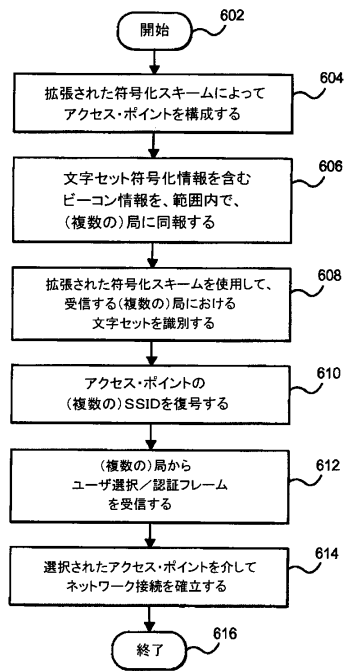 開始
602
拡張された符号化スキームによって
アクセス・ポイントを構成する
604
文字セット符号化情報を含む
ビーコン情報を、範囲内で、
(複数の)局に同報する
606
拡張された符号化スキームを使用して、
受信する(複数の)局における
文字セットを識別する
608
アクセス・ポイントの
(複数の)SSIDを復号する
610
(複数の)局から
ユーザ選択/認証フレーム
を受信する
612
選択されたアクセス・ポイントを介して
ネットワーク接続を確立する
614
終了
616